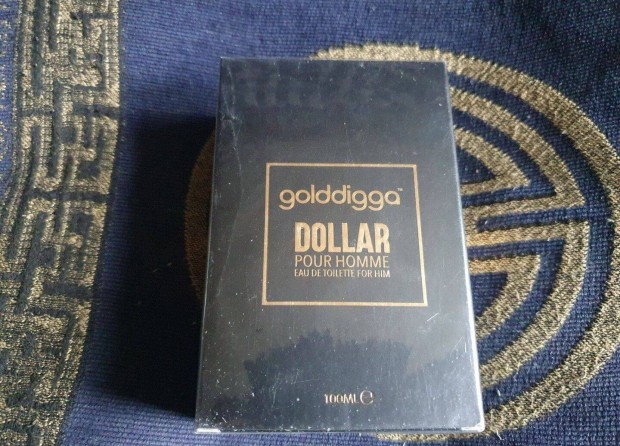 golddigga™
DOLLAR
POUR HOMME
EAU DE TOILETTE FOR HIM
100ML℮